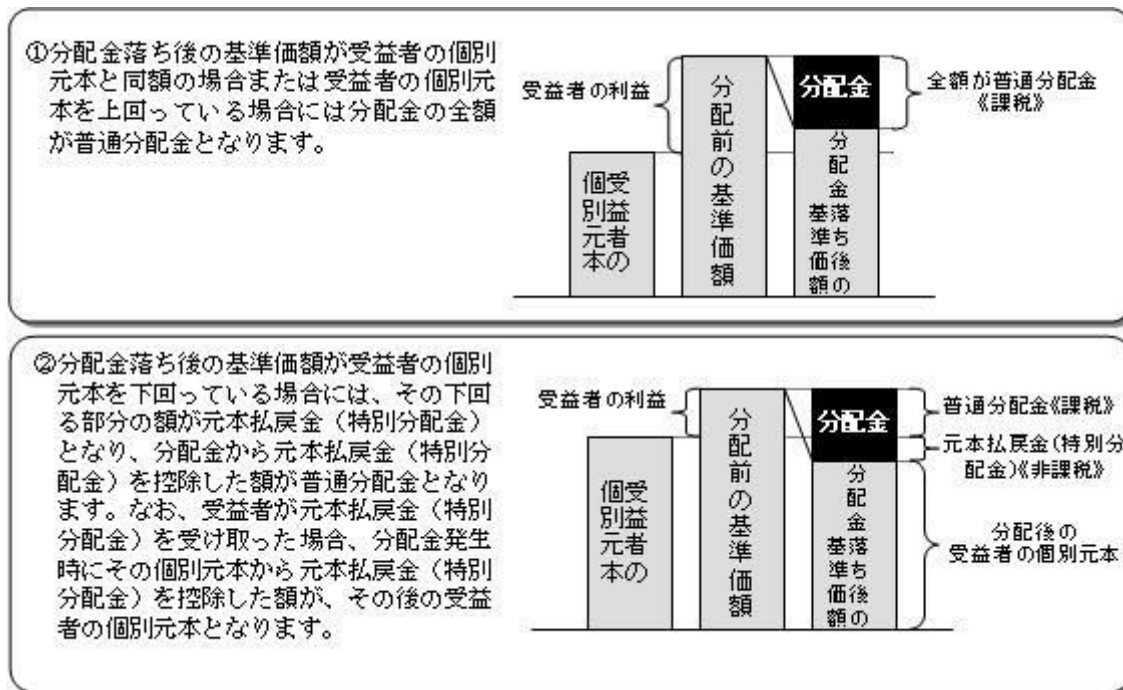 ①分配金落ち後の基準価額が受益者の個別
元本と同額の場合または受益者の個別元
本を上回っている場合には分配金の全額
が普通分配金となります。
受益者の利益
受益者の
個別元本
分配前の基準価額
分配金
分配金落ち後の
基準価額
全額が普通分配金
《課税》
②分配金落ち後の基準価額が受益者の個別
元本を下回っている場合には、その下回
る部分の額が元本払戻金（特別分配金）
となり、分配金から元本払戻金（特別分
配金）を控除した額が普通分配金となり
ます。なお、受益者が元本払戻金（特別
分配金）を受け取った場合、分配金発生
時にその個別元本から元本払戻金（特別
分配金）を控除した額が、その後の受益
者の個別元本となります。
受益者の利益
受益者の
個別元本
分配前の基準価額
分配金
分配金落ち後の
基準価額
普通分配金《課税》
元本払戻金(特別分
配金)《非課税》
分配後の
受益者の個別元本